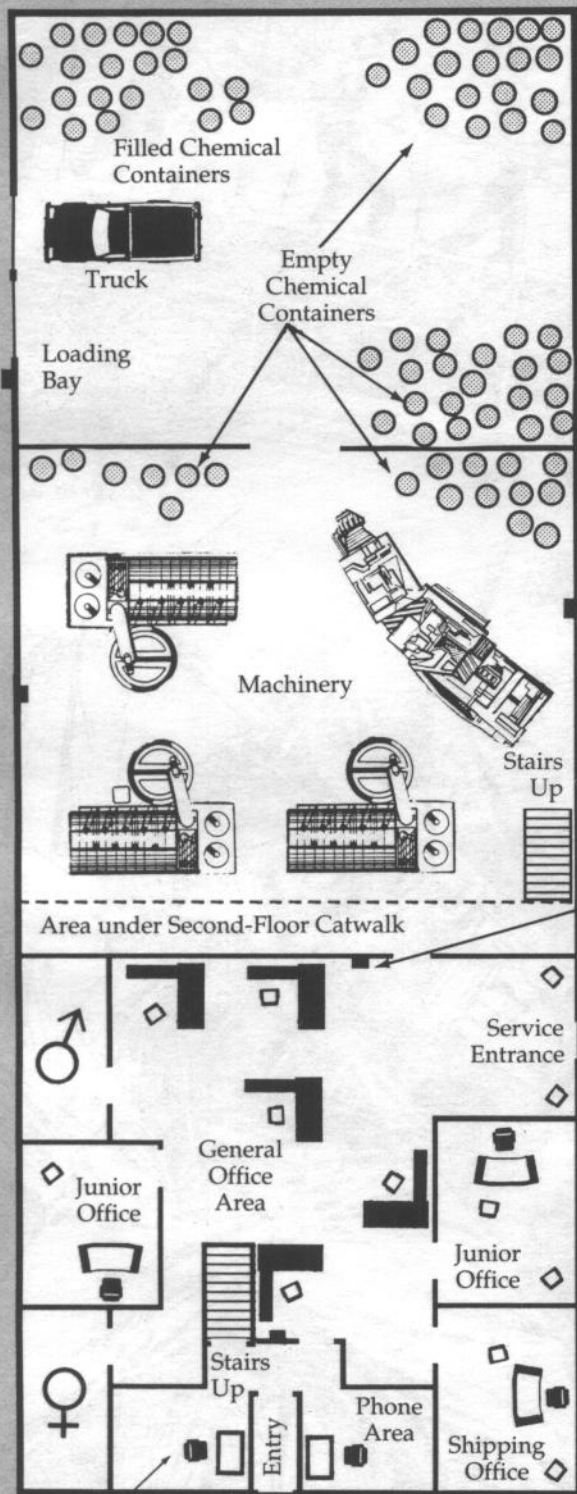 Filled Chemical
Containers
Truck
Empty
Chemical
Containers
Loading
Bay
Machinery
Stairs
Up
Area under Second-Floor Catwalk
Service
Entrance
General
Office
Area
Junior
Office
Junior
Office
Stairs
Up
Phone
Area
Entry
Shipping
Office